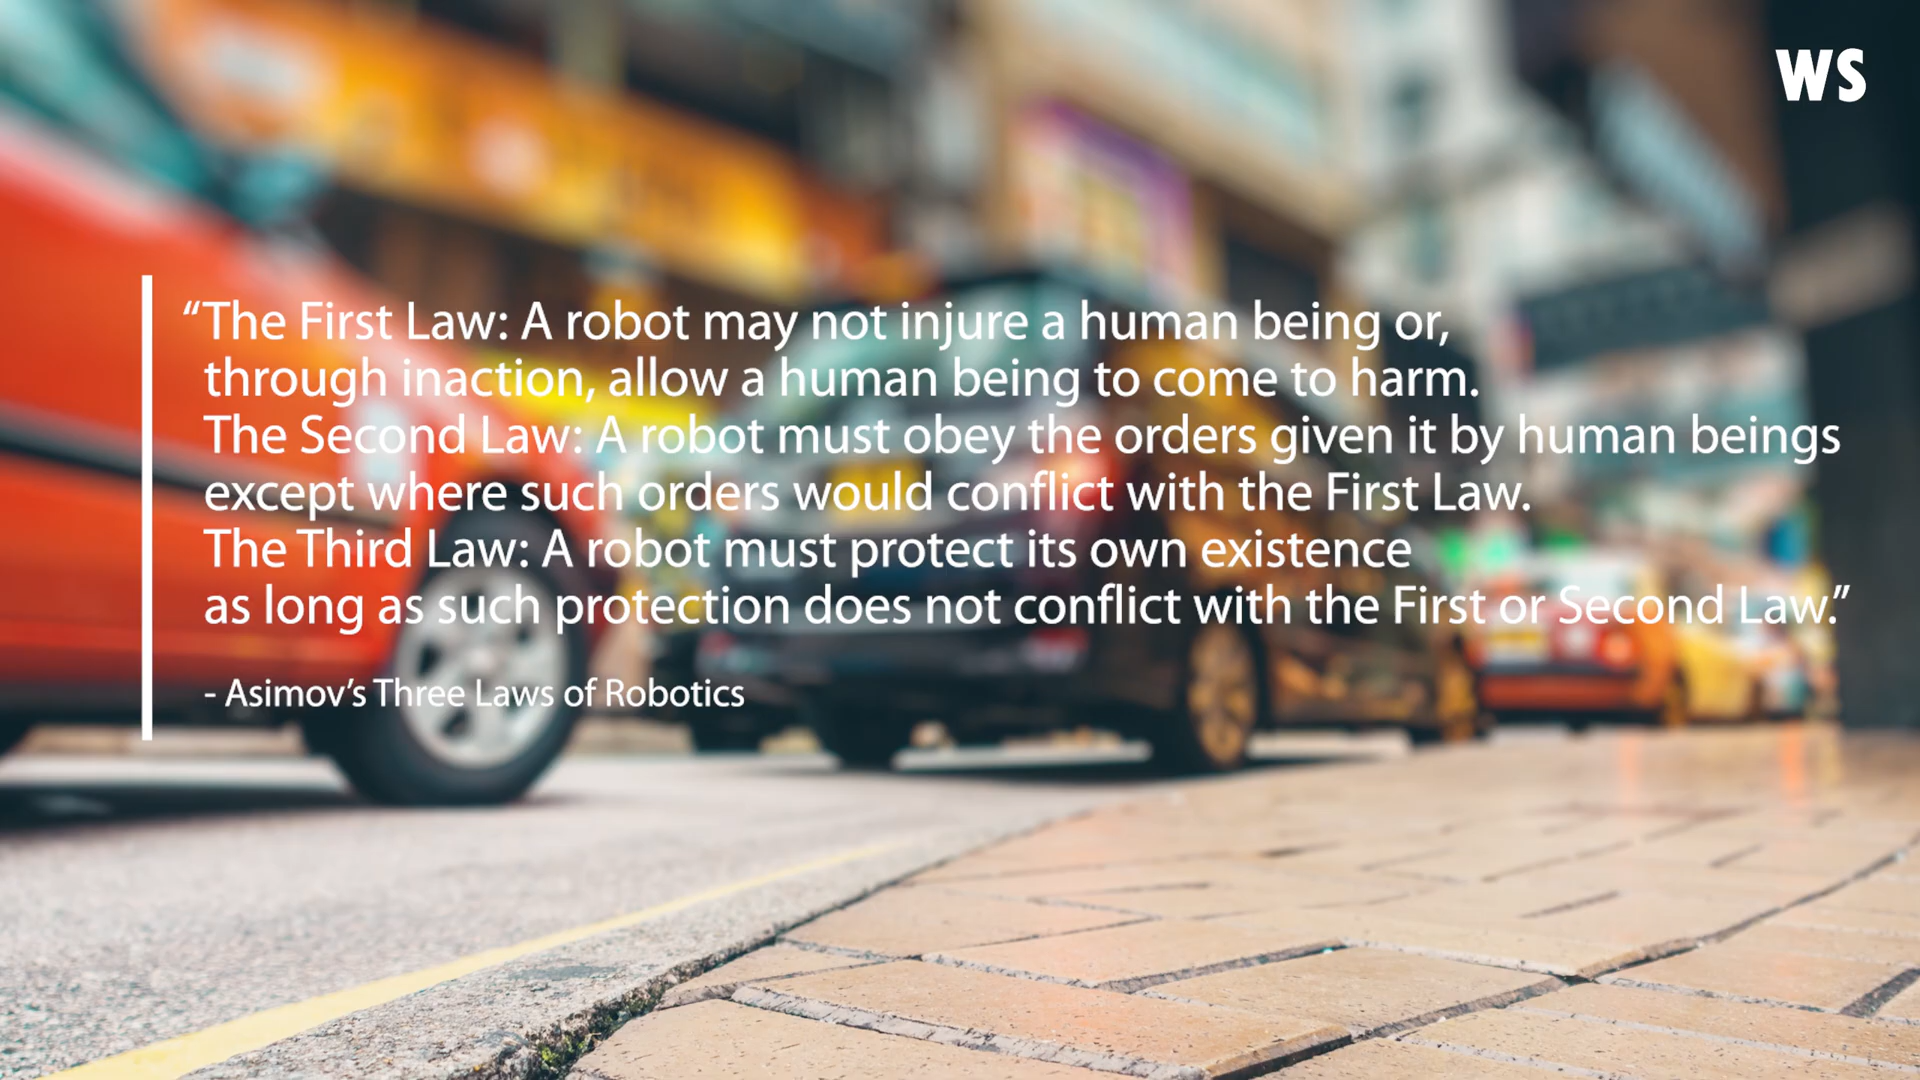 WS
“The First Law: A robot may not injure a human being or,
through inaction, allow a human being to come to harm.
The Second Law: A robot must obey the orders given it by human beings
except where such orders would conflict with the First Law.
The Third Law: A robot must protect its own existence
as long as such protection does not conflict with the First or Second Law.”
- Asimov’s Three Laws of Robotics